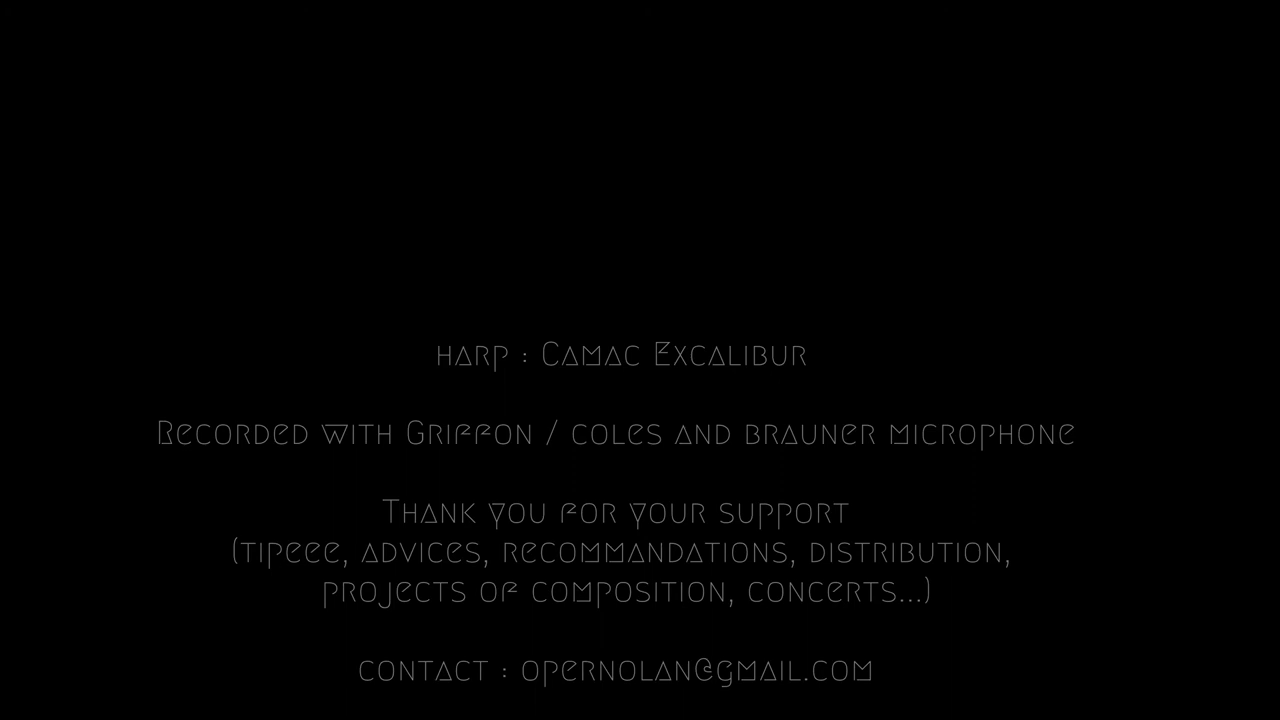 harp : Camac Excalibur
Recorded with Griffon / coles and brauner microphone
Thank you for your support
(tipeee, advices, recommandations, distribution,
projects of composition, concerts...)
contact : opernolan@gmail.com